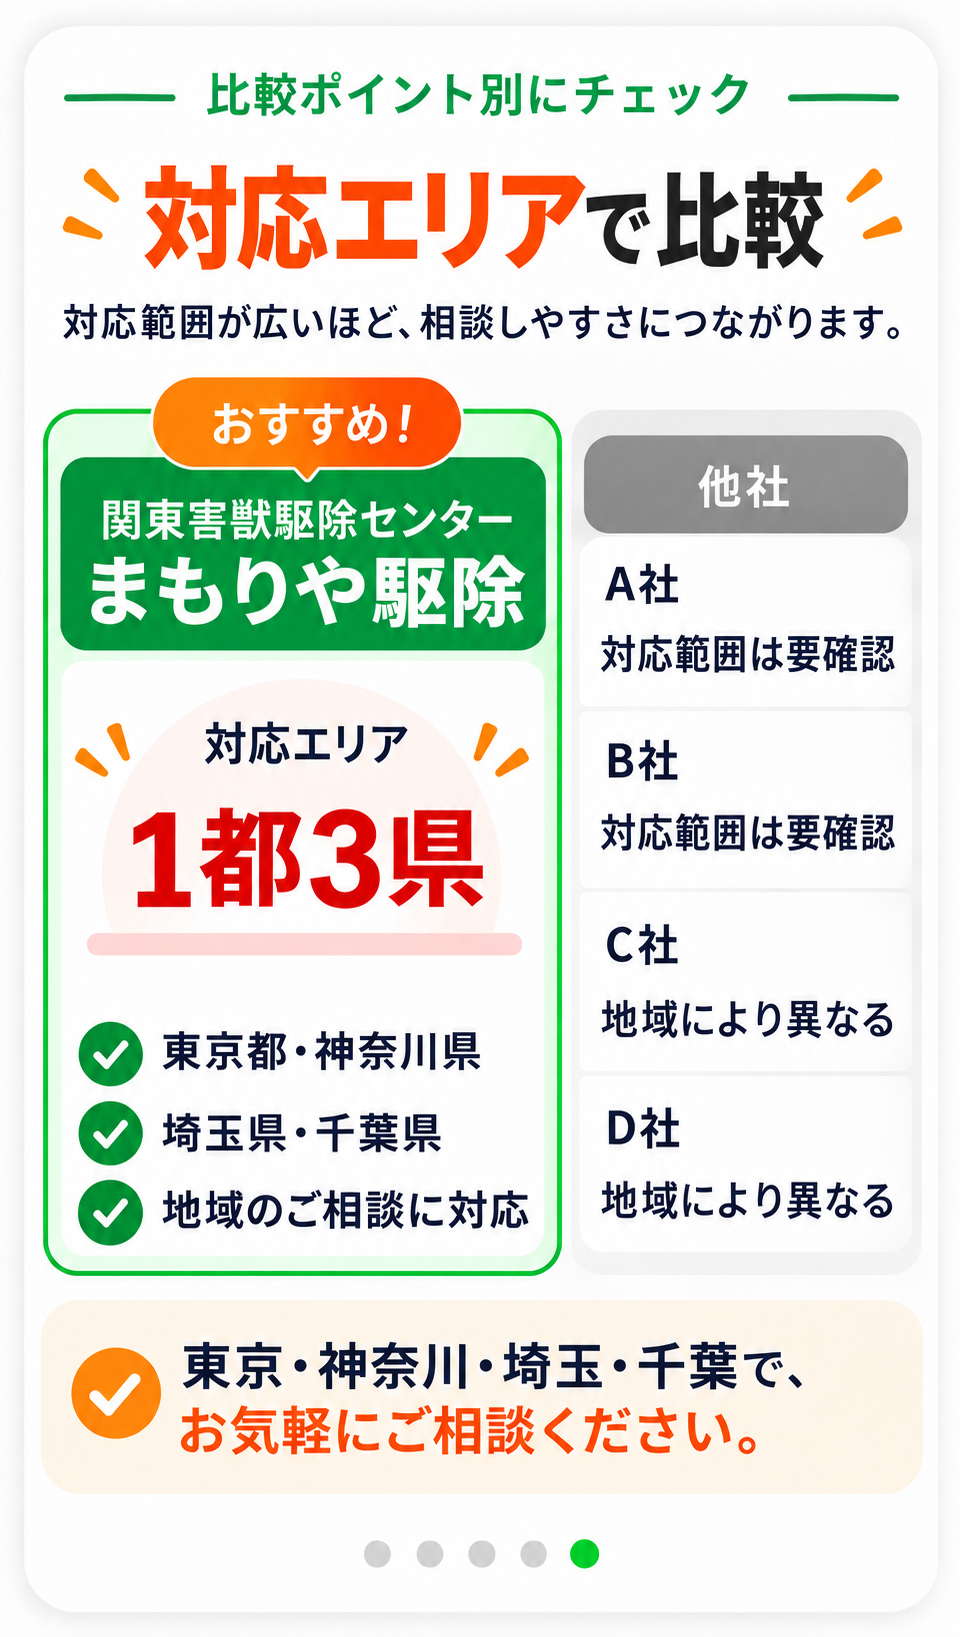 比較ポイント別にチェック
対応エリアで比較
対応範囲が広いほど、相談しやすさにつながります。
おすすめ!
関東害獣駆除センター
まもりや駆除
対応エリア
1都3県
東京都・神奈川県
埼玉県・千葉県
地域のご相談に対応
他社
A社
対応範囲は要確認
B社
対応範囲は要確認
C社
地域により異なる
D社
地域により異なる
東京・神奈川・埼玉・千葉で、
お気軽にご相談ください。